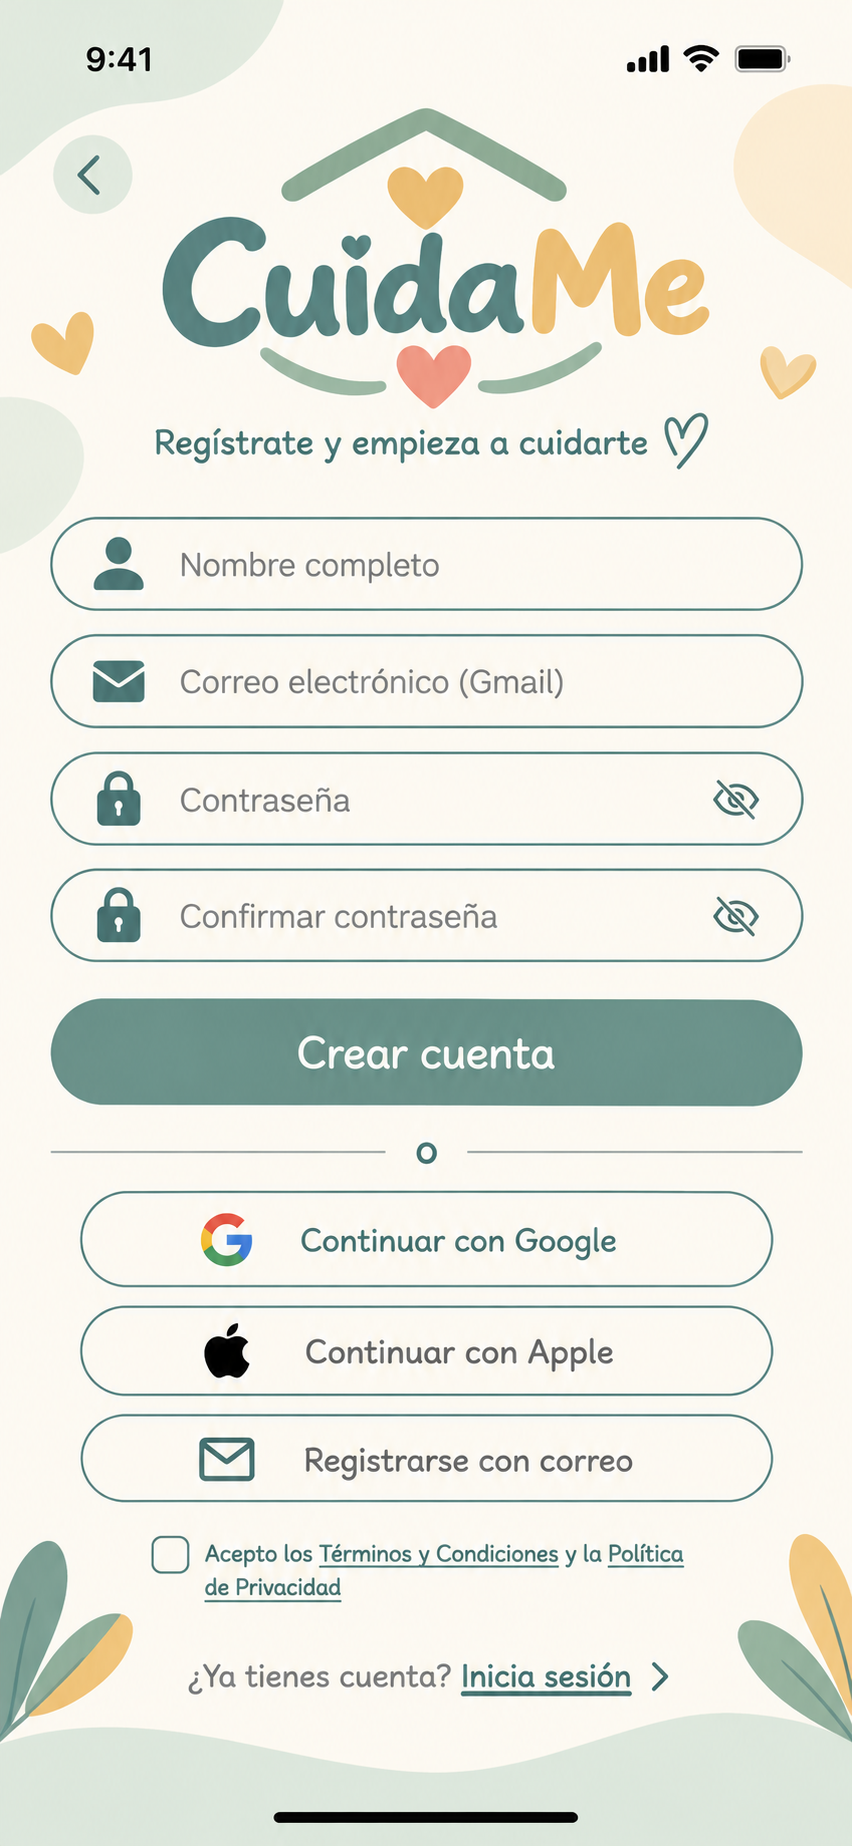 9:41
CuidaMe
Regístrate y empieza a cuidarte
Nombre completo
Correo electrónico (Gmail)
Contraseña
Confirmar contraseña
Crear cuenta
o
Continuar con Google
Continuar con Apple
Registrarse con correo
Acepto los Términos y Condiciones y la Política
de Privacidad
¿Ya tienes cuenta? Inicia sesión